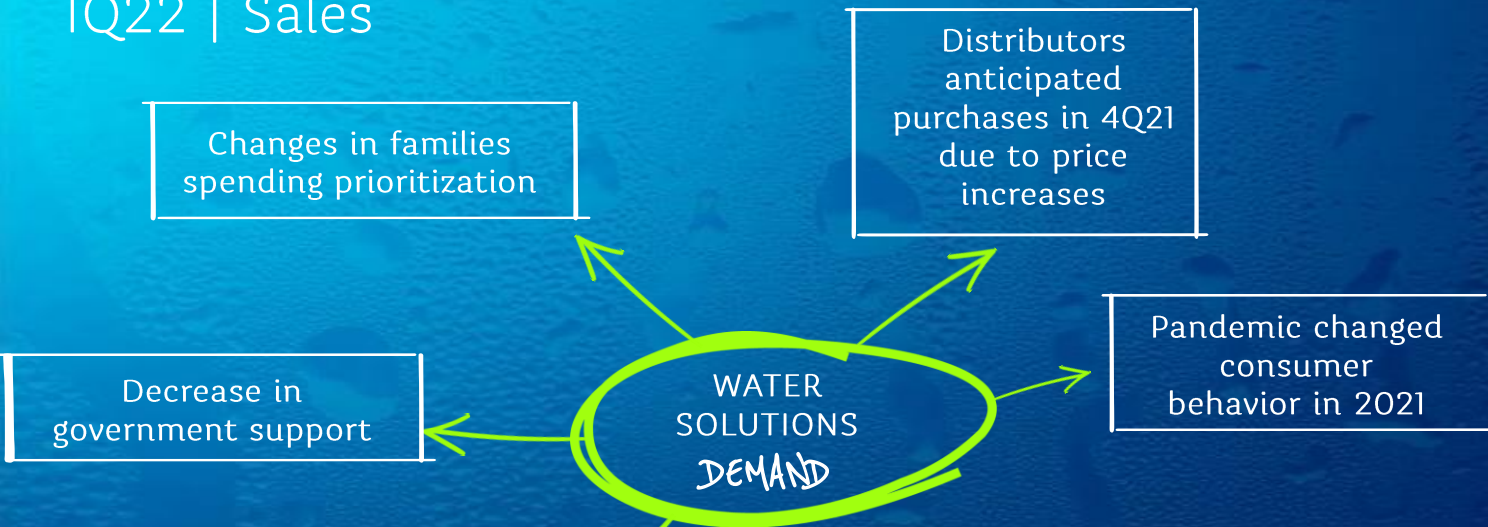 1Q22 | Sales
Distributors
anticipated
purchases in 4Q21
due to price
increases
Changes in families
spending prioritization
Pandemic changed
consumer
behavior in 2021
Decrease in
government support
WATER
SOLUTIONS
DEMAND